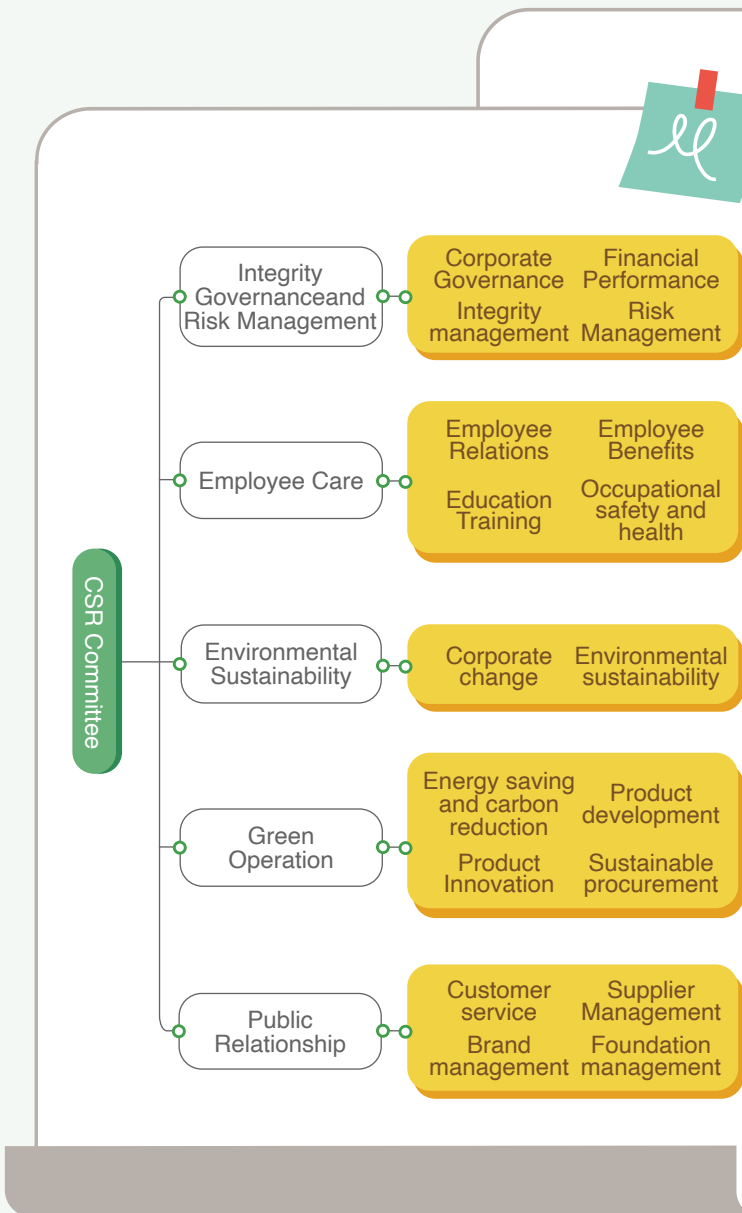 CSR Committee
Integrity
Governanceand
Risk Management
Corporate
Governance
Financial
Performance
Integrity
management
Risk
Management
Employee Care
Employee
Relations
Employee
Benefits
Education
Training
Occupational
safety and
health
Environmental
Sustainability
Corporate
change
Environmental
sustainability
Green
Operation
Energy saving
and carbon
reduction
Product
development
Product
Innovation
Sustainable
procurement
Public
Relationship
Customer
service
Supplier
Management
Brand
management
Foundation
management